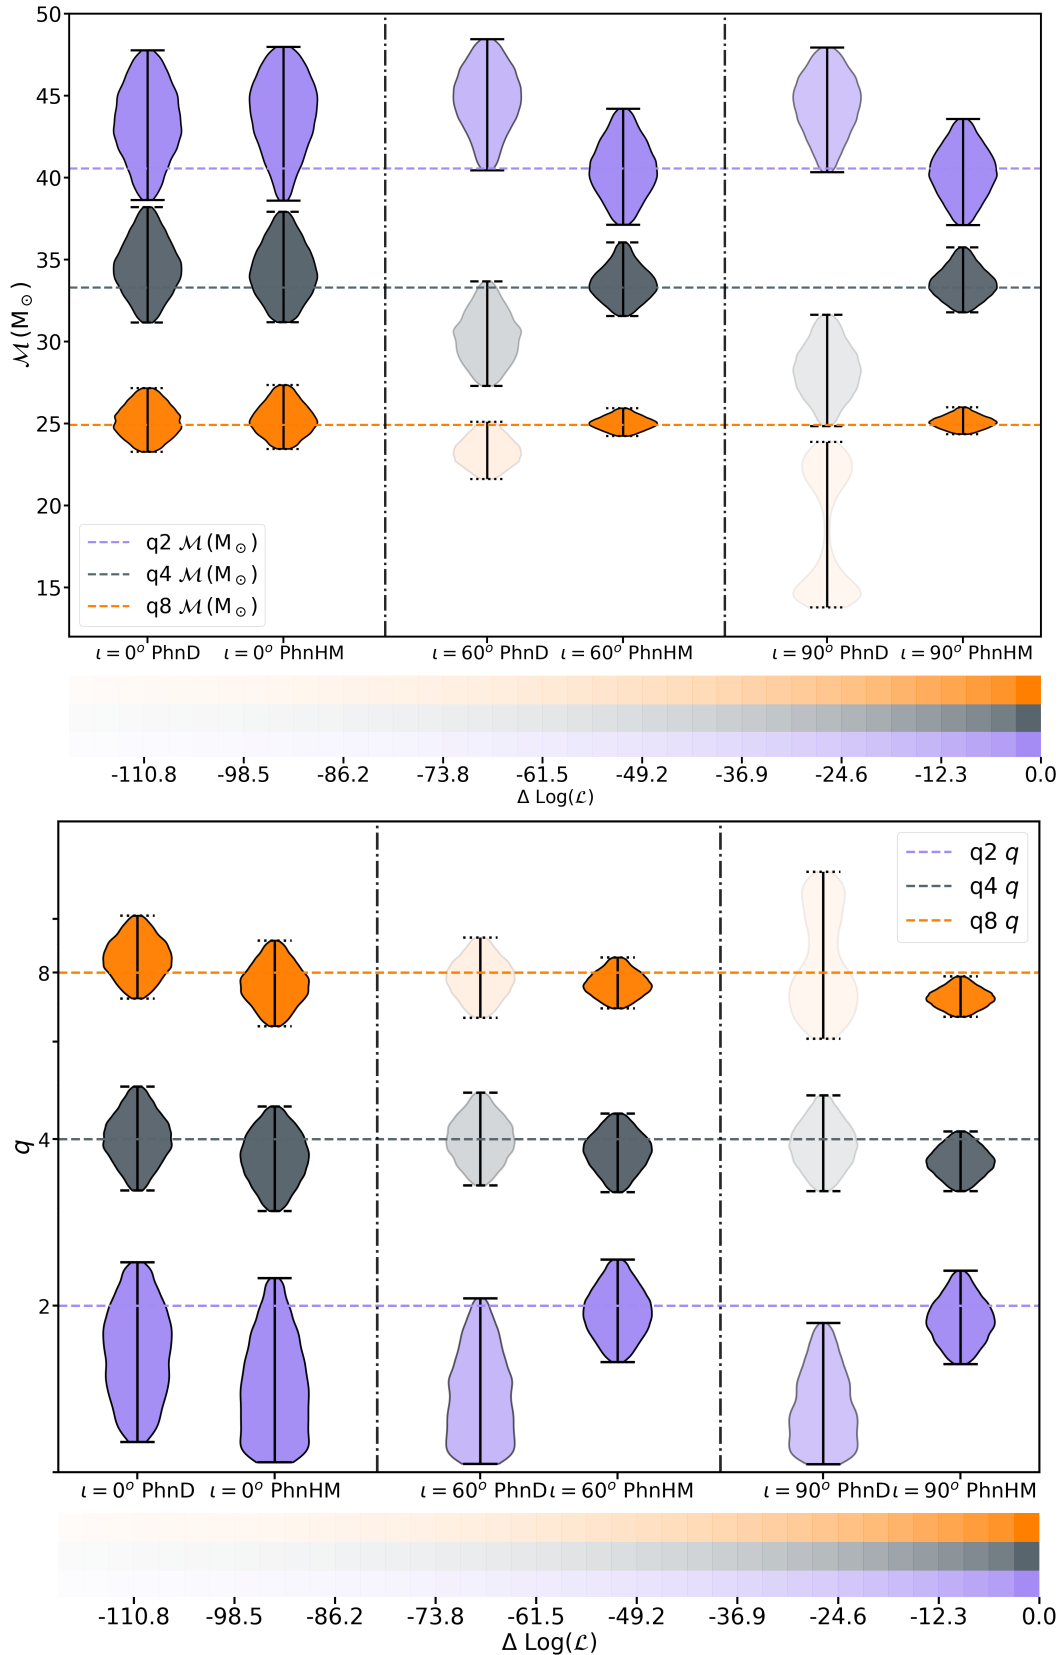 50
45
40
35
30
25
20
15
ℳ(M⊙)
q2 ℳ(M⊙)
q4 ℳ(M⊙)
q8 ℳ(M⊙)
ι = 0° PhnD ι = 0° PhnHM ι = 60° PhnD ι = 60° PhnHM ι = 90° PhnD ι = 90° PhnHM
-110.8 -98.5 -86.2 -73.8 -61.5 -49.2 -36.9 -24.6 -12.3 0.0
Δ Log(ℒ)
q2 q
q4 q
q8 q
8
4
2
q
ι = 0° PhnD ι = 0° PhnHM ι = 60° PhnD ι = 60° PhnHM ι = 90° PhnD ι = 90° PhnHM
-110.8 -98.5 -86.2 -73.8 -61.5 -49.2 -36.9 -24.6 -12.3 0.0
Δ Log(ℒ)